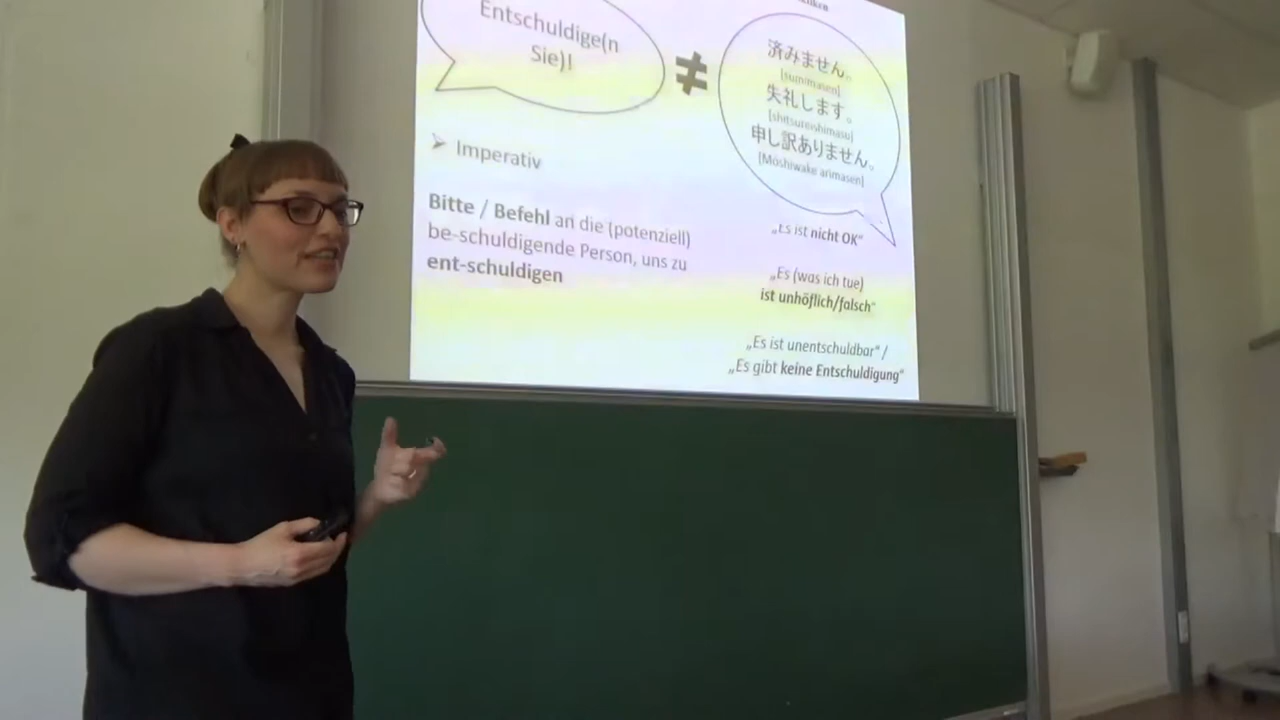 Entschuldige(n
Sie)!
≠
済みません。
[sumimasen]
失礼します。
[shitsureishimasu]
申し訳ありません。
[Moshiwake arimasen]
➢ Imperativ
Bitte / Befehl an die (potenziell)
be-schuldigende Person, uns zu
ent-schuldigen
„Es ist nicht OK“
„Es (was ich tue)
ist unhöflich/falsch“
„Es ist unentschuldbar“ /
„Es gibt keine Entschuldigung“